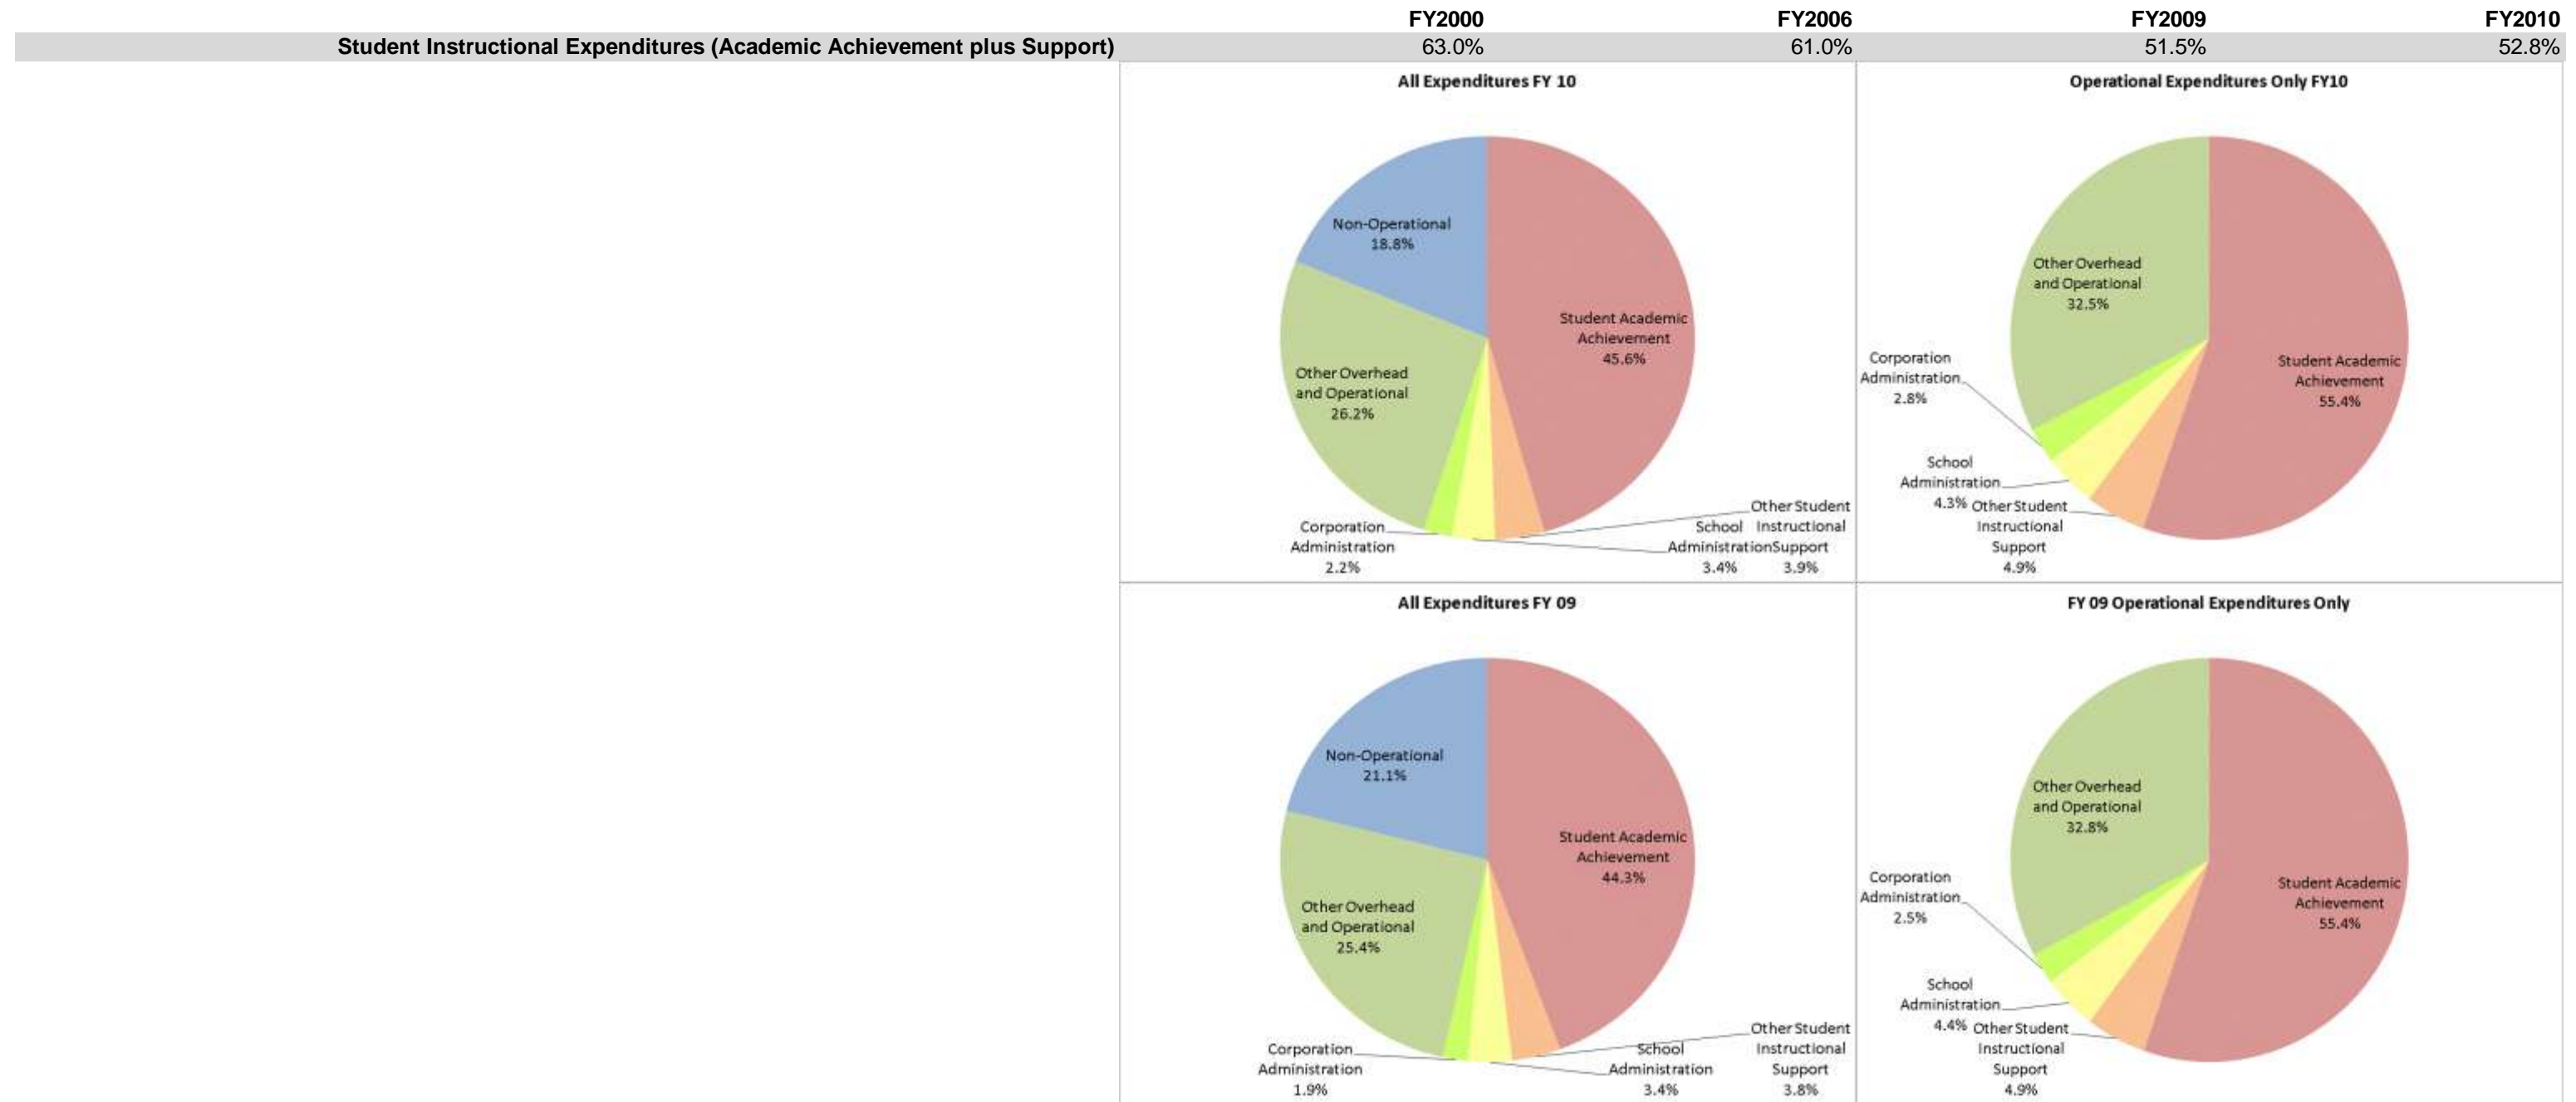 FY2000 FY2006 FY2009 FY2010
Student Instructional Expenditures (Academic Achievement plus Support) 63.0% 61.0% 51.5% 52.8%
All Expenditures FY 10
Non-Operational
18.8%
Student Academic
Achievement
45.6%
Other Overhead
and Operational
26.2%
Corporation
Administration
2.2%
School
Administration
3.4%
Other Student
Instructional
Support
3.9%
Operational Expenditures Only FY10
Other Overhead
and Operational
32.5%
Student Academic
Achievement
55.4%
Corporation
Administration
2.8%
School
Administration
4.3%
Other Student
Instructional
Support
4.9%
All Expenditures FY 09
Non-Operational
21.1%
Student Academic
Achievement
44.3%
Other Overhead
and Operational
25.4%
Corporation
Administration
1.9%
School
Administration
3.4%
Other Student
Instructional
Support
3.8%
FY 09 Operational Expenditures Only
Other Overhead
and Operational
32.8%
Student Academic
Achievement
55.4%
Corporation
Administration
2.5%
School
Administration
4.4%
Other Student
Instructional
Support
4.9%